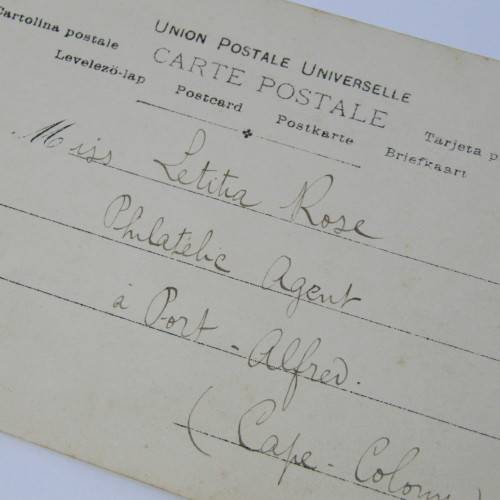 UNION POSTALE UNIVERSELLE
CARTE POSTALE
Cartolina postale
Levelező-lap
Postcard
Postkarte
Tarjeta p
Briefkaart
Miss Letitia Rose
Philatelic Agent
à Port-Alfred.
(Cape-Colony)